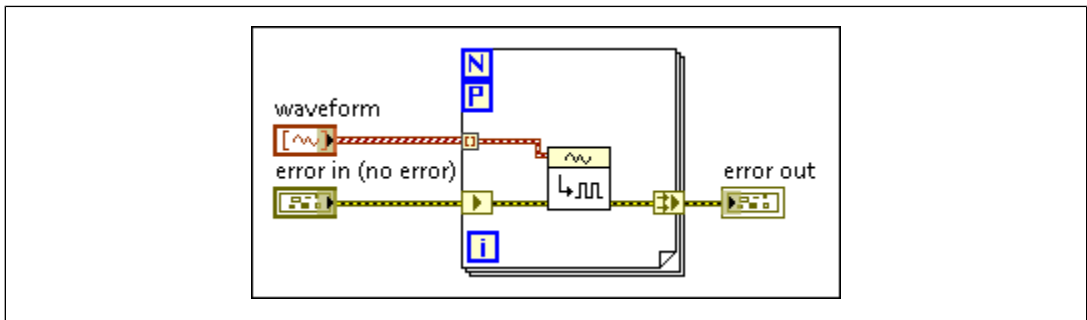 N
P
waveform
error in (no error)
error out
i